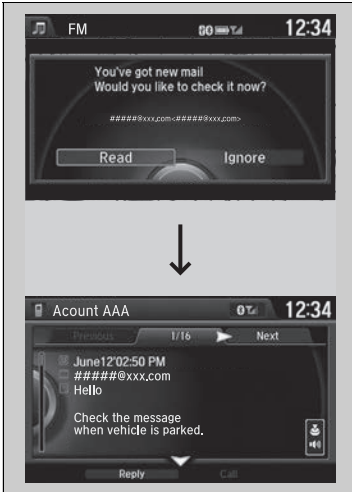 FM 12:34
You've got new mail
Would you like to check it now?
#####@xxx.com<#####@xxx.com>
Read Ignore
Acount AAA 12:34
Previous 1/16 Next
June12'02:50 PM
#####@xxx.com
Hello
Check the message
when vehicle is parked.
Reply Call